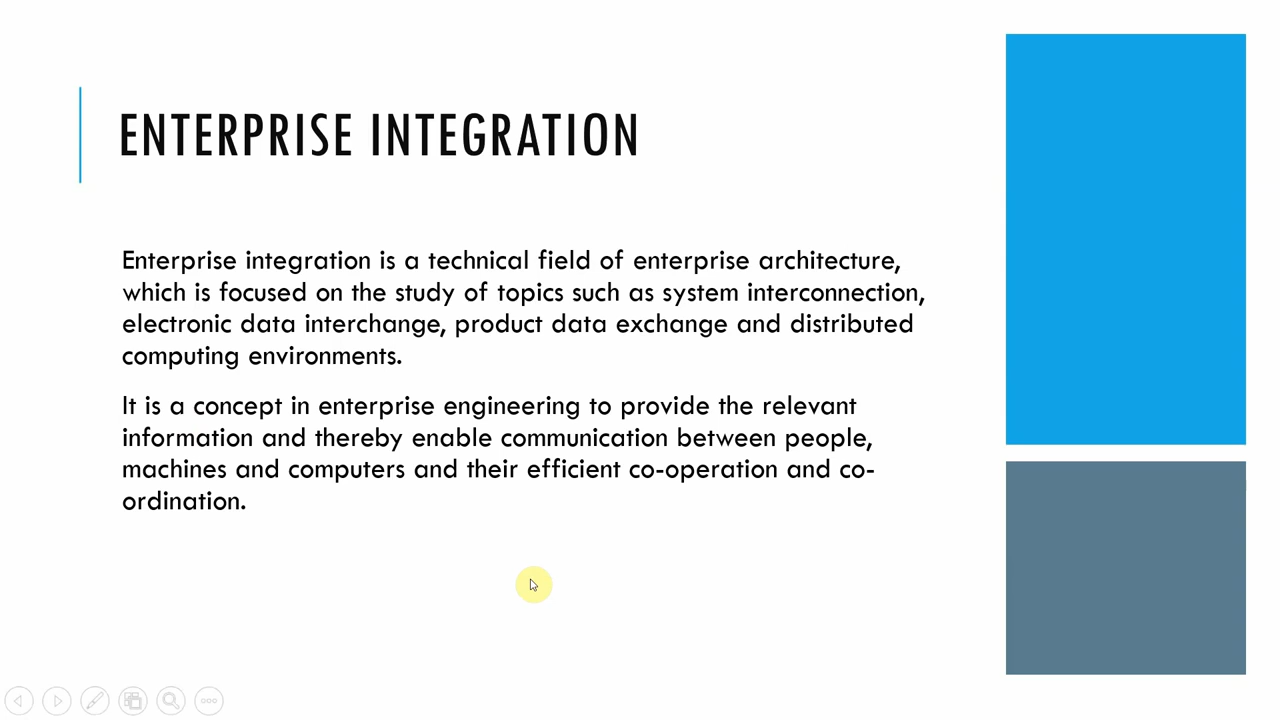 ENTERPRISE INTEGRATION
Enterprise integration is a technical field of enterprise architecture,
which is focused on the study of topics such as system interconnection,
electronic data interchange, product data exchange and distributed
computing environments.
It is a concept in enterprise engineering to provide the relevant
information and thereby enable communication between people,
machines and computers and their efficient co-operation and co-
ordination.